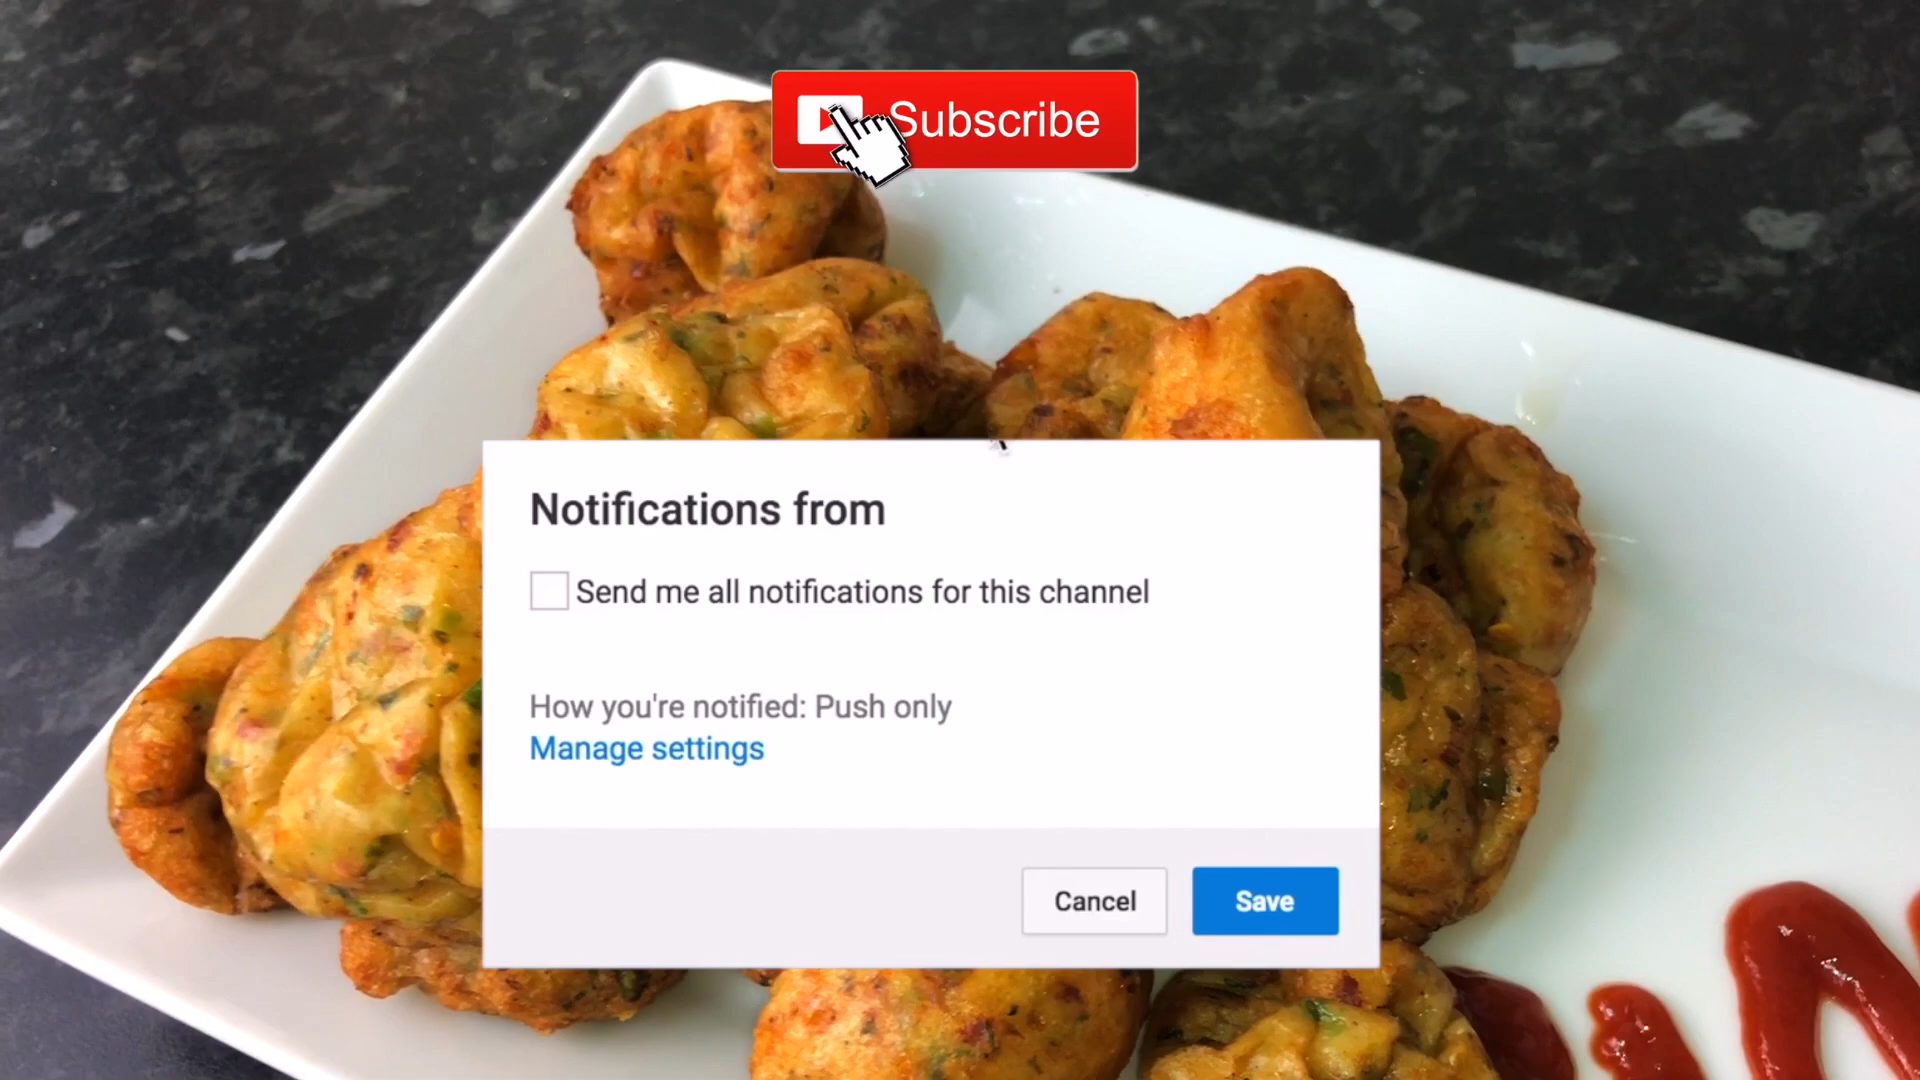 Subscribe
Notifications from
Send me all notifications for this channel
How you're notified: Push only
Manage settings
Cancel
Save